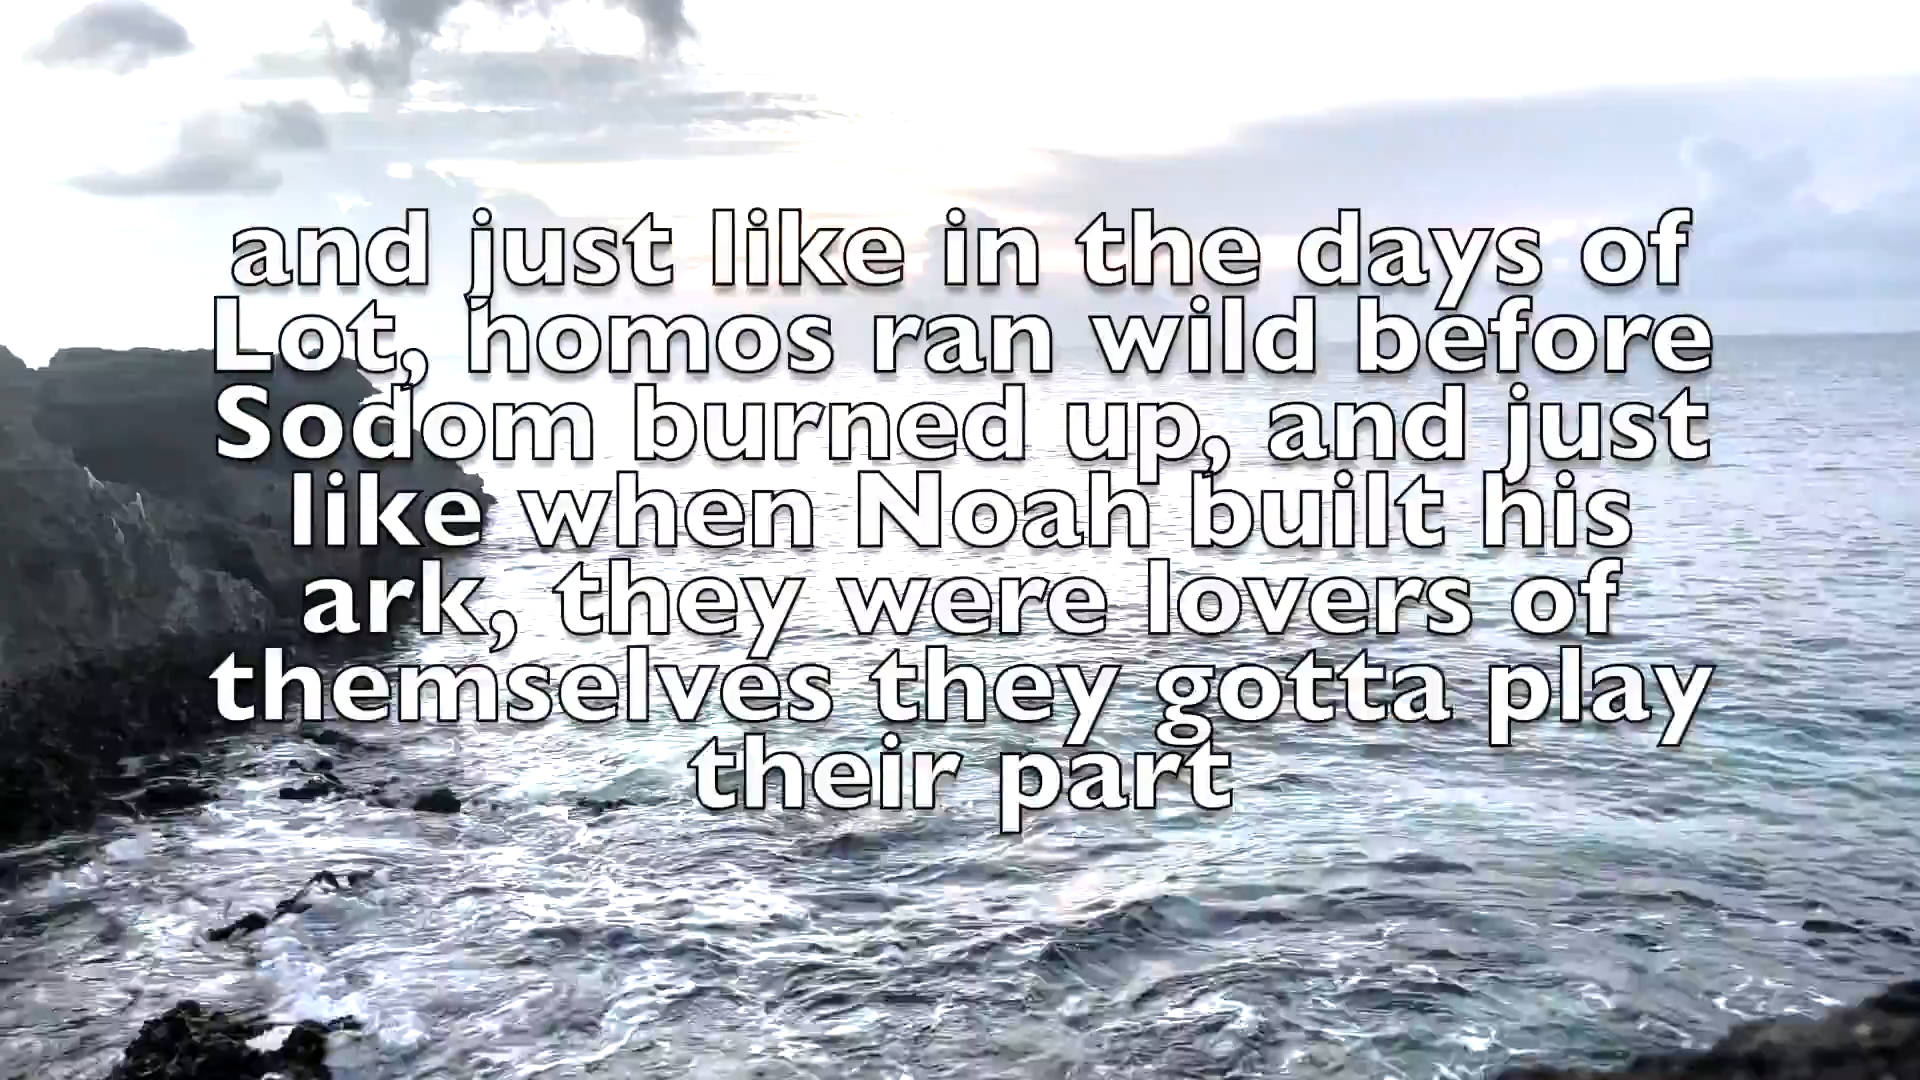 and just like in the days of
Lot, homos ran wild before
Sodom burned up, and just
like when Noah built his
ark, they were lovers of
themselves they gotta play
their part